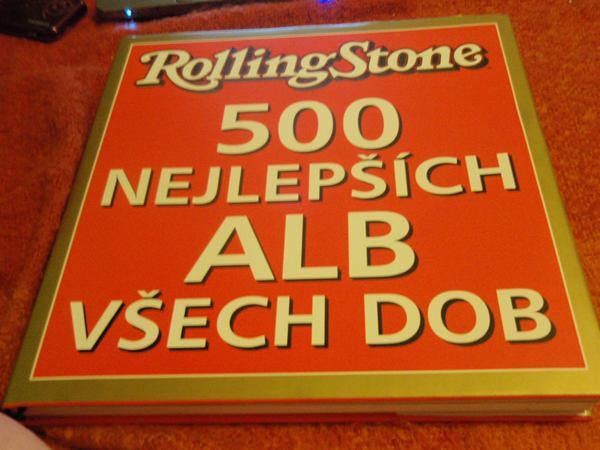 RollingStone
500
NEJLEPŠÍCH
ALB
VŠECH DOB